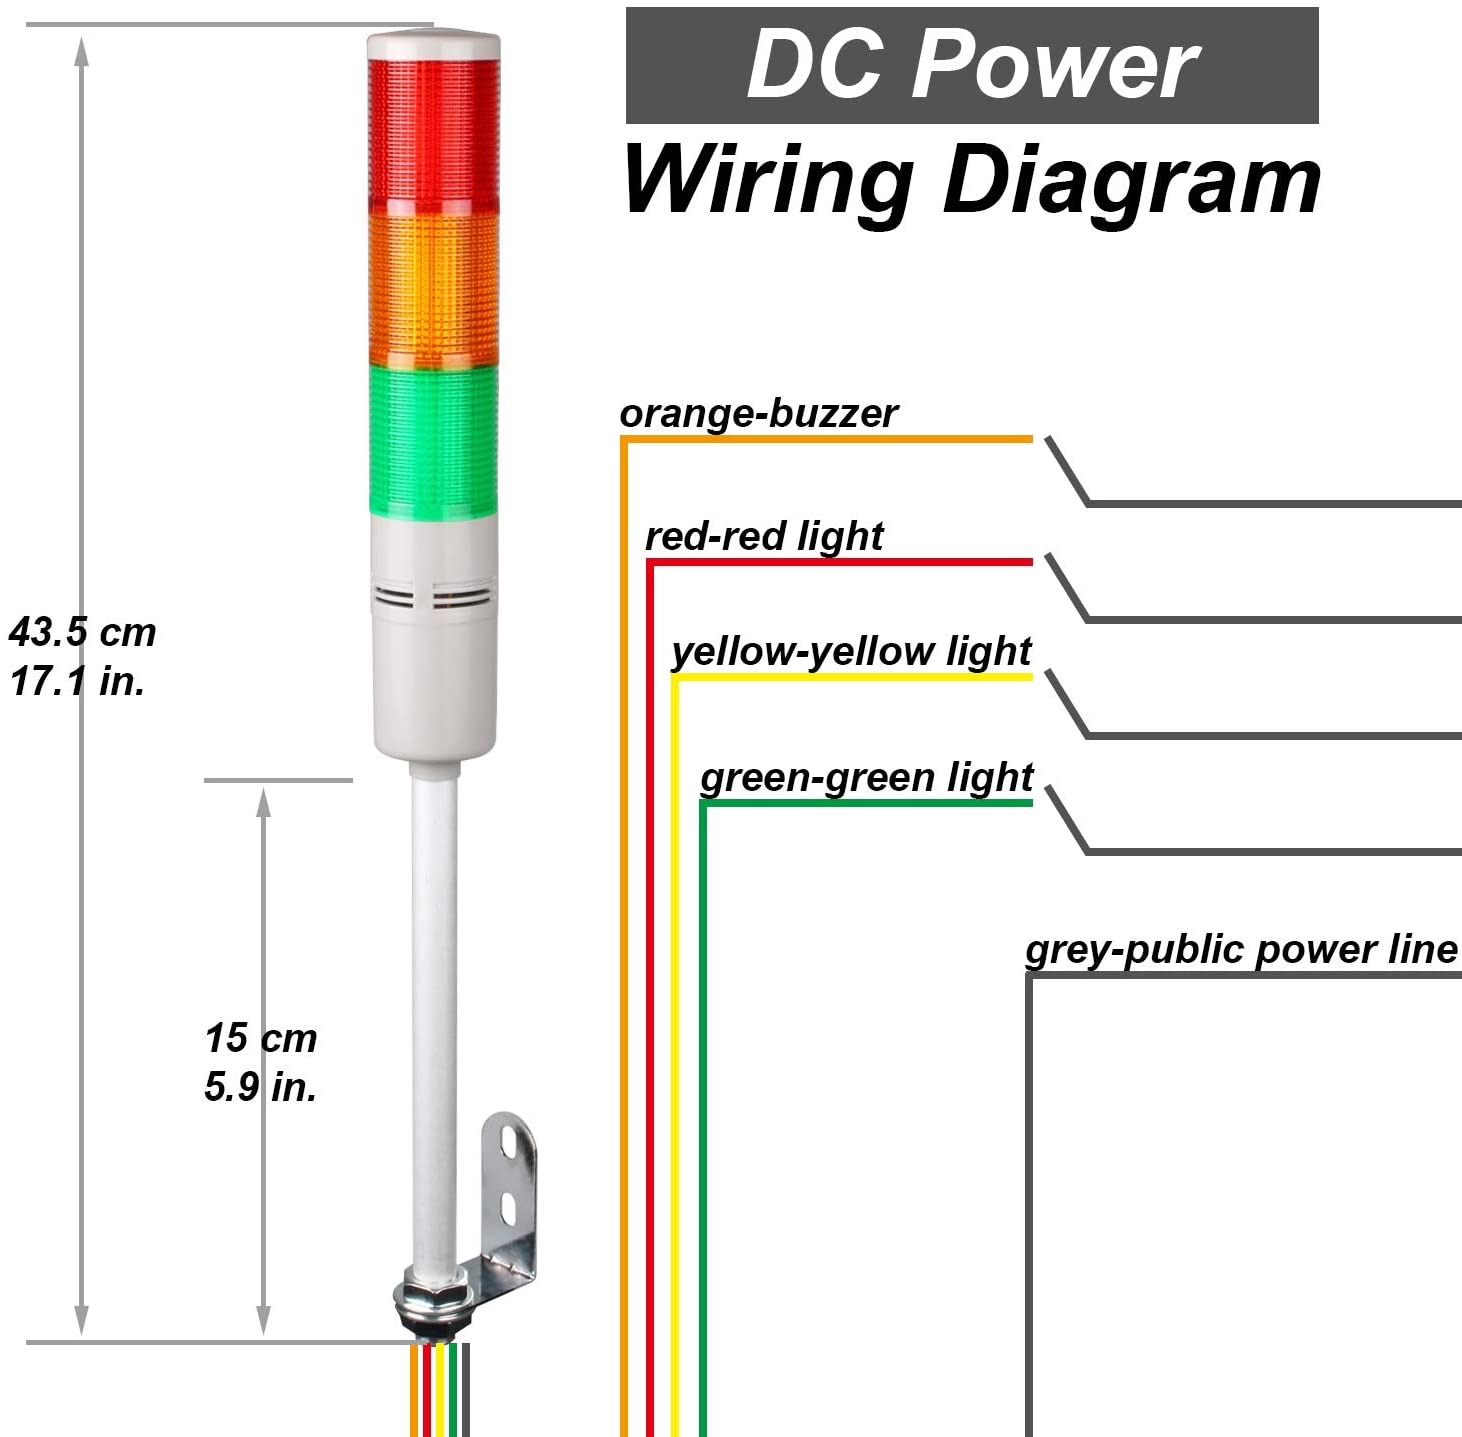 DC Power
Wiring Diagram
orange-buzzer
red-red light
yellow-yellow light
green-green light
grey-public power line
43.5 cm
17.1 in.
15 cm
5.9 in.